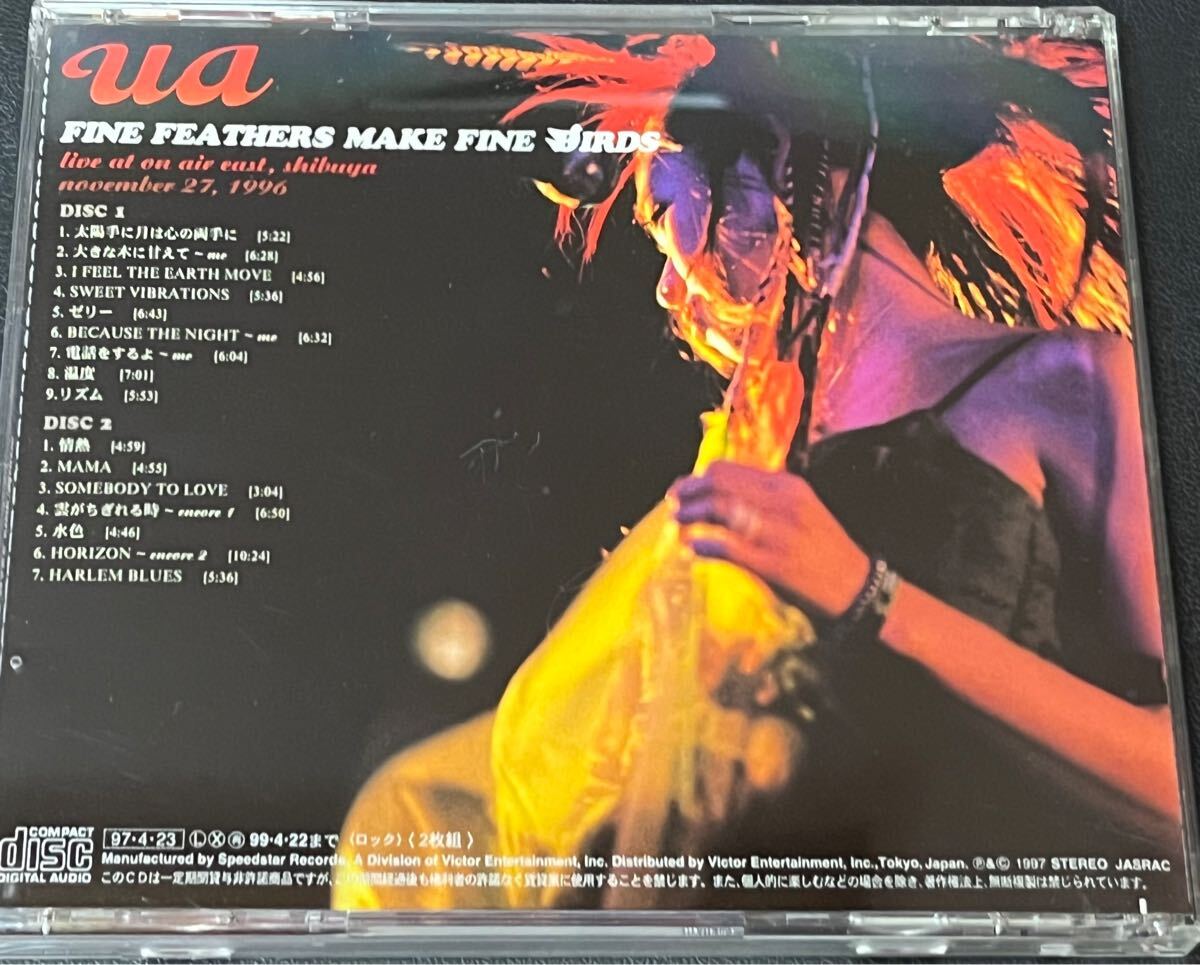 ua
FINE FEATHERS MAKE FINE BIRDS
live at on air east, shibuya
november 27, 1996
DISC 1
1. 太陽手に月は心の両手に [5:22]
2. 大きな木に甘えて ~ me [6:28]
3. I FEEL THE EARTH MOVE [4:56]
4. SWEET VIBRATIONS [5:36]
5. ゼリー [6:43]
6. BECAUSE THE NIGHT ~ me [6:32]
7. 電話をするよ ~ me [6:04]
8. 温度 [7:01]
9. リズム [5:53]
DISC 2
1. 情熱 [4:59]
2. MAMA [4:55]
3. SOMEBODY TO LOVE [3:04]
4. 雲がちぎれる時 ~ encore 1 [6:50]
5. 水色 [4:46]
6. HORIZON ~ encore 2 [10:24]
7. HARLEM BLUES [5:36]
COMPACT
disc
DIGITAL AUDIO
97・4・23 Ⓛ Ⓧ 99・4・22まで 〈ロック〉〈2枚組〉
Manufactured by Speedstar Records, A Division of Victor Entertainment, Inc. Distributed by Victor Entertainment, Inc., Tokyo, Japan. Ⓟ&Ⓒ 1997 STEREO JASRAC
このCDは一定期間貸与非許諾商品ですが、この期間経過後も権利者の許諾なく賃貸業に使用することを禁じます。また、個人的に楽しむなどの場合を除き、著作権法上、無断複製は禁じられています。